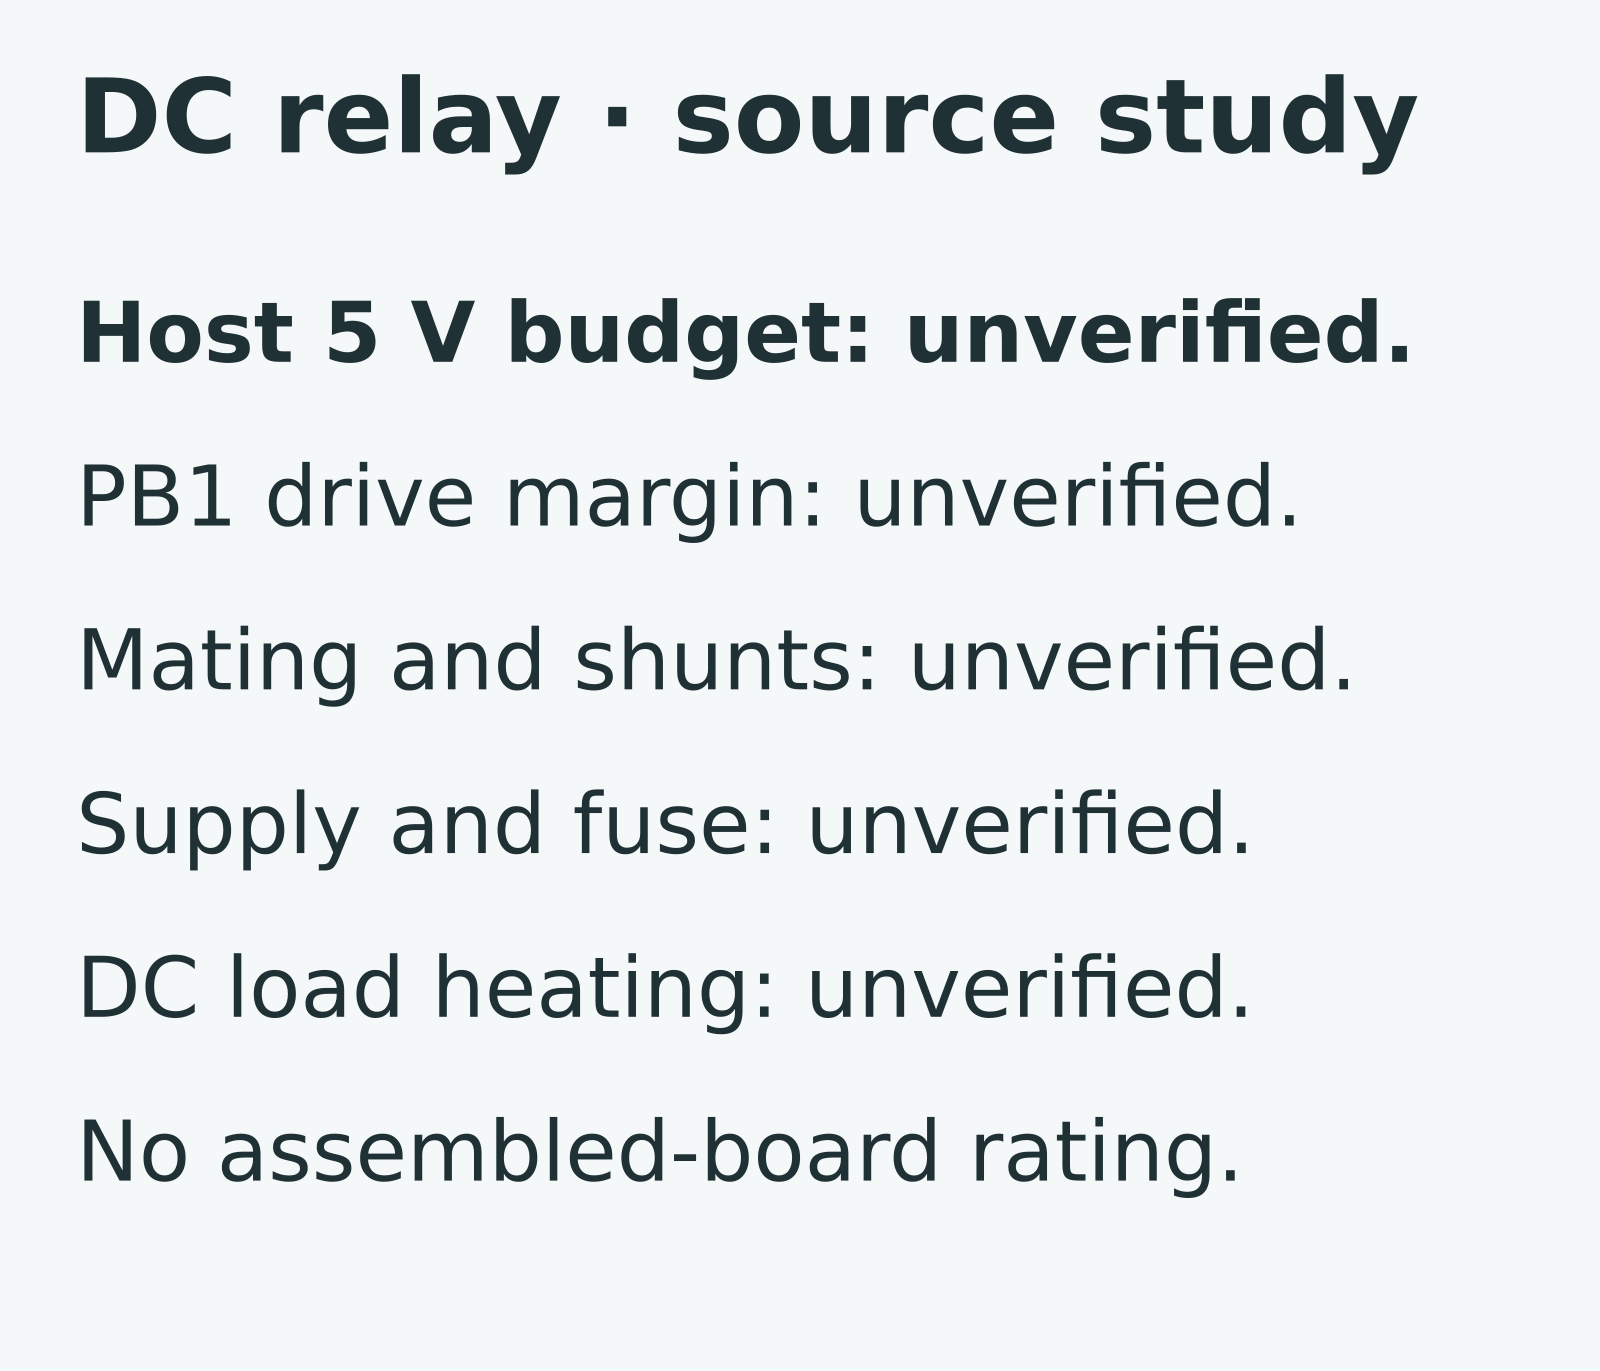 DC relay · source study
Host 5 V budget: unverified.
PB1 drive margin: unverified.
Mating and shunts: unverified.
Supply and fuse: unverified.
DC load heating: unverified.
No assembled-board rating.